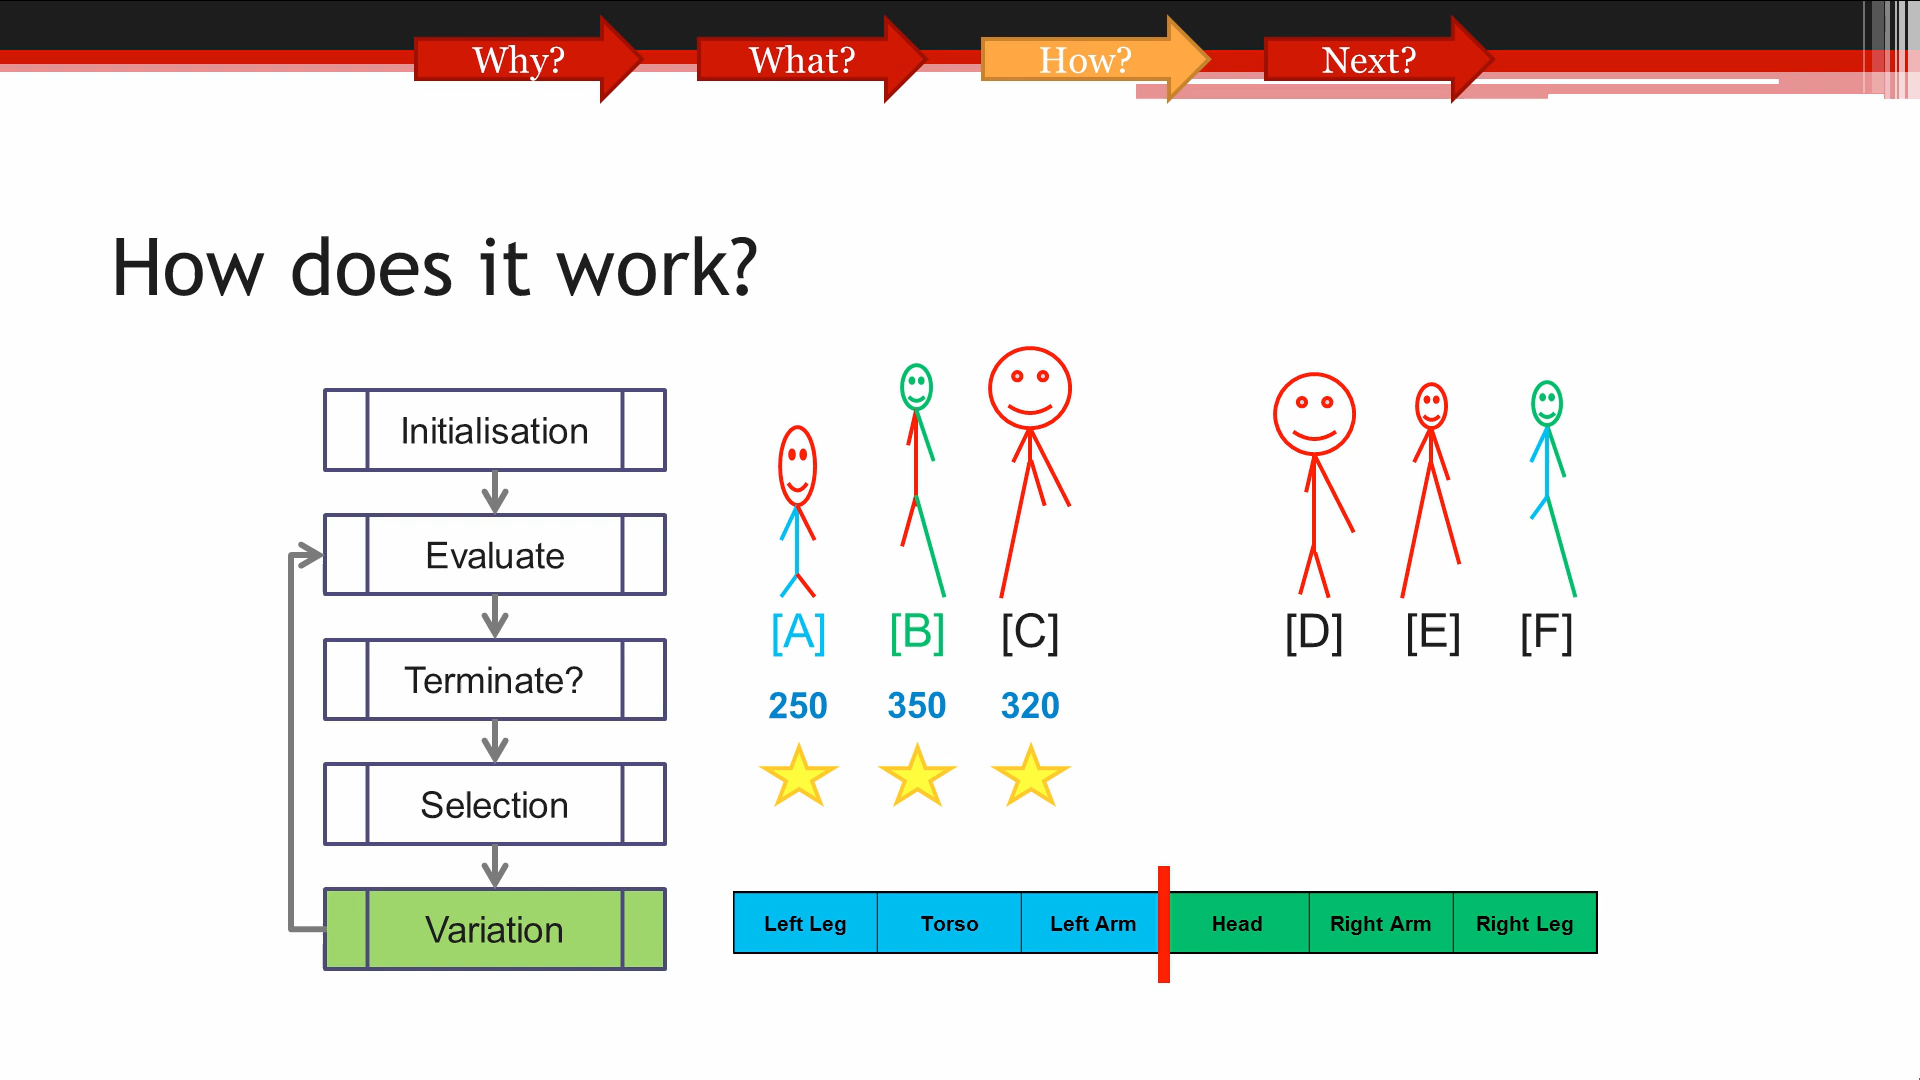 Why?
What?
How?
Next?
How does it work?
Initialisation
Evaluate
Terminate?
Selection
Variation
[A] [B] [C] [D] [E] [F]
250 350 320
Left Leg Torso Left Arm Head Right Arm Right Leg